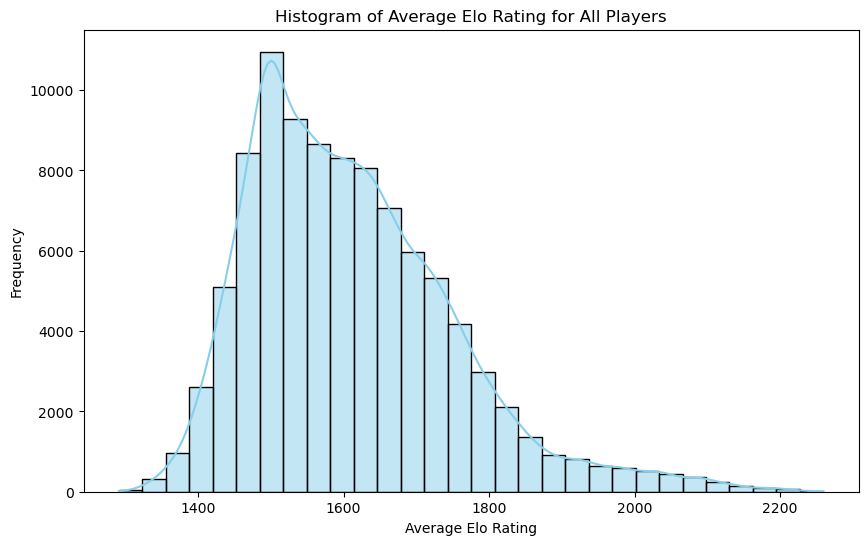 Histogram of Average Elo Rating for All Players
10000
8000
6000
4000
2000
0
Frequency
1400 1600 1800 2000 2200
Average Elo Rating